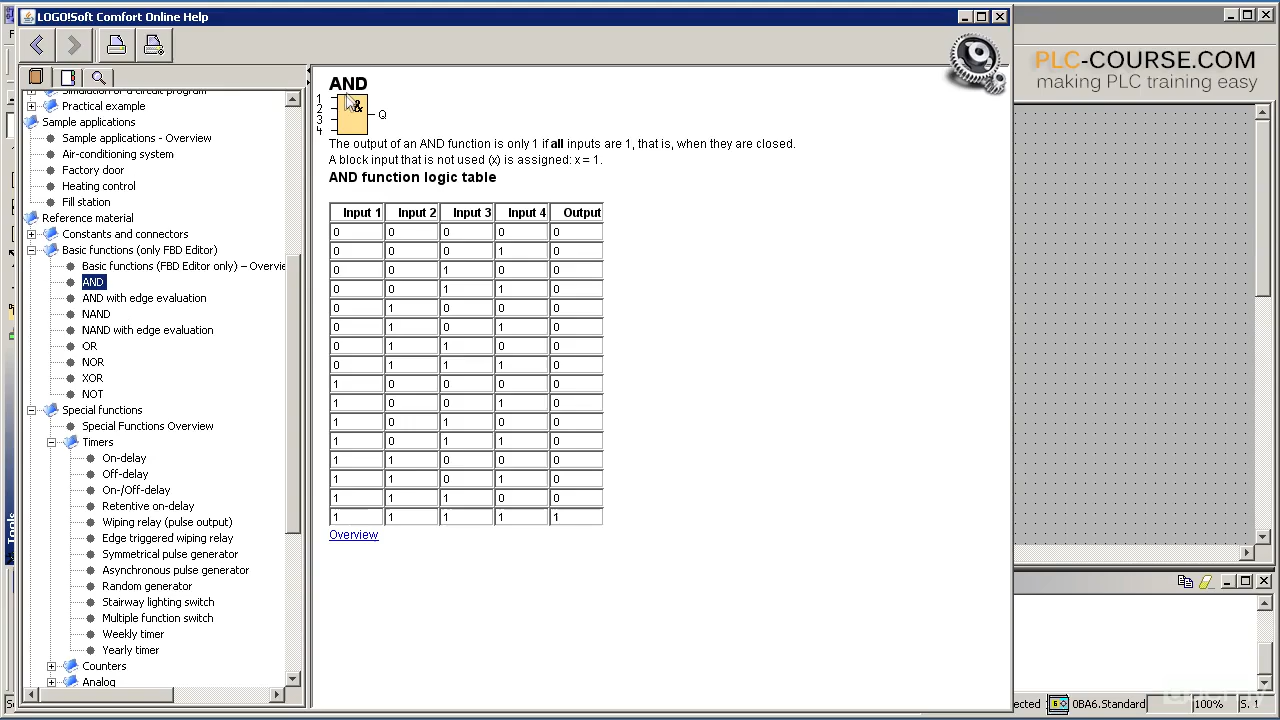 LOGO!Soft Comfort Online Help
PLC-COURSE.COM
making PLC training easy
Simulation of a circuit program
Practical example
Sample applications
Sample applications - Overview
Air-conditioning system
Factory door
Heating control
Fill station
Reference material
Constants and connectors
Basic functions (only FBD Editor)
Basic functions (FBD Editor only) – Overvie
AND
AND with edge evaluation
NAND
NAND with edge evaluation
OR
NOR
XOR
NOT
Special functions
Special Functions Overview
Timers
On-delay
Off-delay
On-/Off-delay
Retentive on-delay
Wiping relay (pulse output)
Edge triggered wiping relay
Symmetrical pulse generator
Asynchronous pulse generator
Random generator
Stairway lighting switch
Multiple function switch
Weekly timer
Yearly timer
Counters
Analog
Tools
AND
1
2
3
4
&
Q
The output of an AND function is only 1 if all inputs are 1, that is, when they are closed.
A block input that is not used (x) is assigned: x = 1.
AND function logic table
Input 1 Input 2 Input 3 Input 4 Output
0 0 0 0 0
0 0 0 1 0
0 0 1 0 0
0 0 1 1 0
0 1 0 0 0
0 1 0 1 0
0 1 1 0 0
0 1 1 1 0
1 0 0 0 0
1 0 0 1 0
1 0 1 0 0
1 0 1 1 0
1 1 0 0 0
1 1 0 1 0
1 1 1 0 0
1 1 1 1 1
Overview
ected 0BA6.Standard 100% S. 1